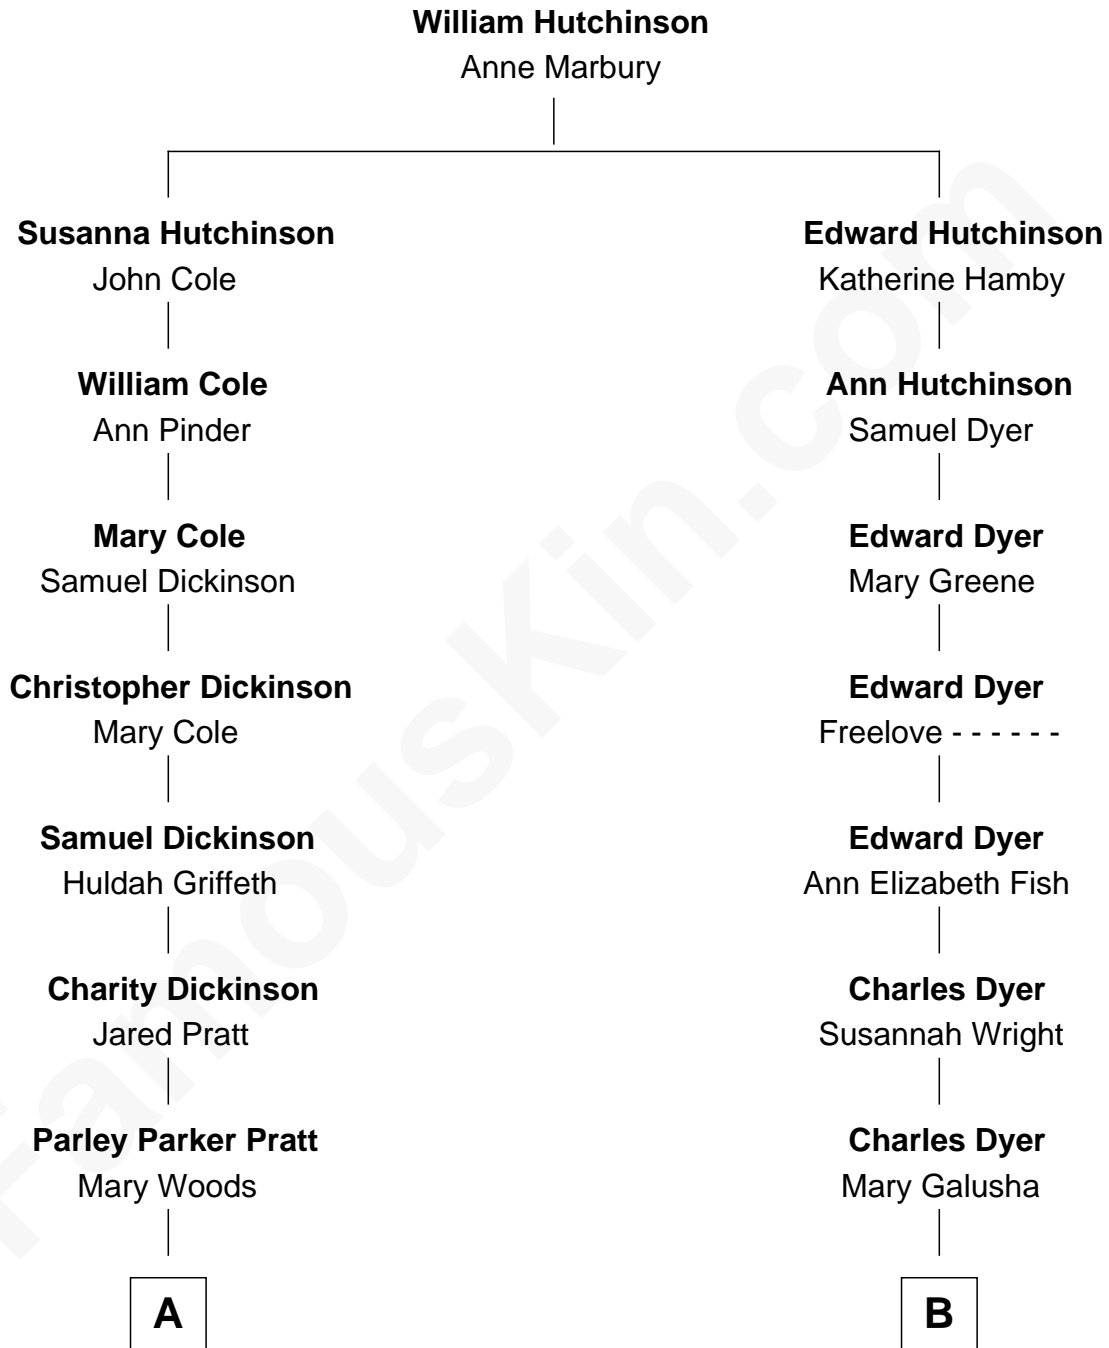 William Hutchinson
Anne Marbury
Susanna Hutchinson
John Cole
Edward Hutchinson
Katherine Hamby
William Cole
Ann Pinder
Ann Hutchinson
Samuel Dyer
Mary Cole
Samuel Dickinson
Edward Dyer
Mary Greene
Christopher Dickinson
Mary Cole
Edward Dyer
Freelove - - - - - -
Samuel Dickinson
Huldah Griffeth
Edward Dyer
Ann Elizabeth Fish
Charity Dickinson
Jared Pratt
Charles Dyer
Susannah Wright
Parley Parker Pratt
Mary Woods
Charles Dyer
Mary Galusha
A
B
FamousKin.com